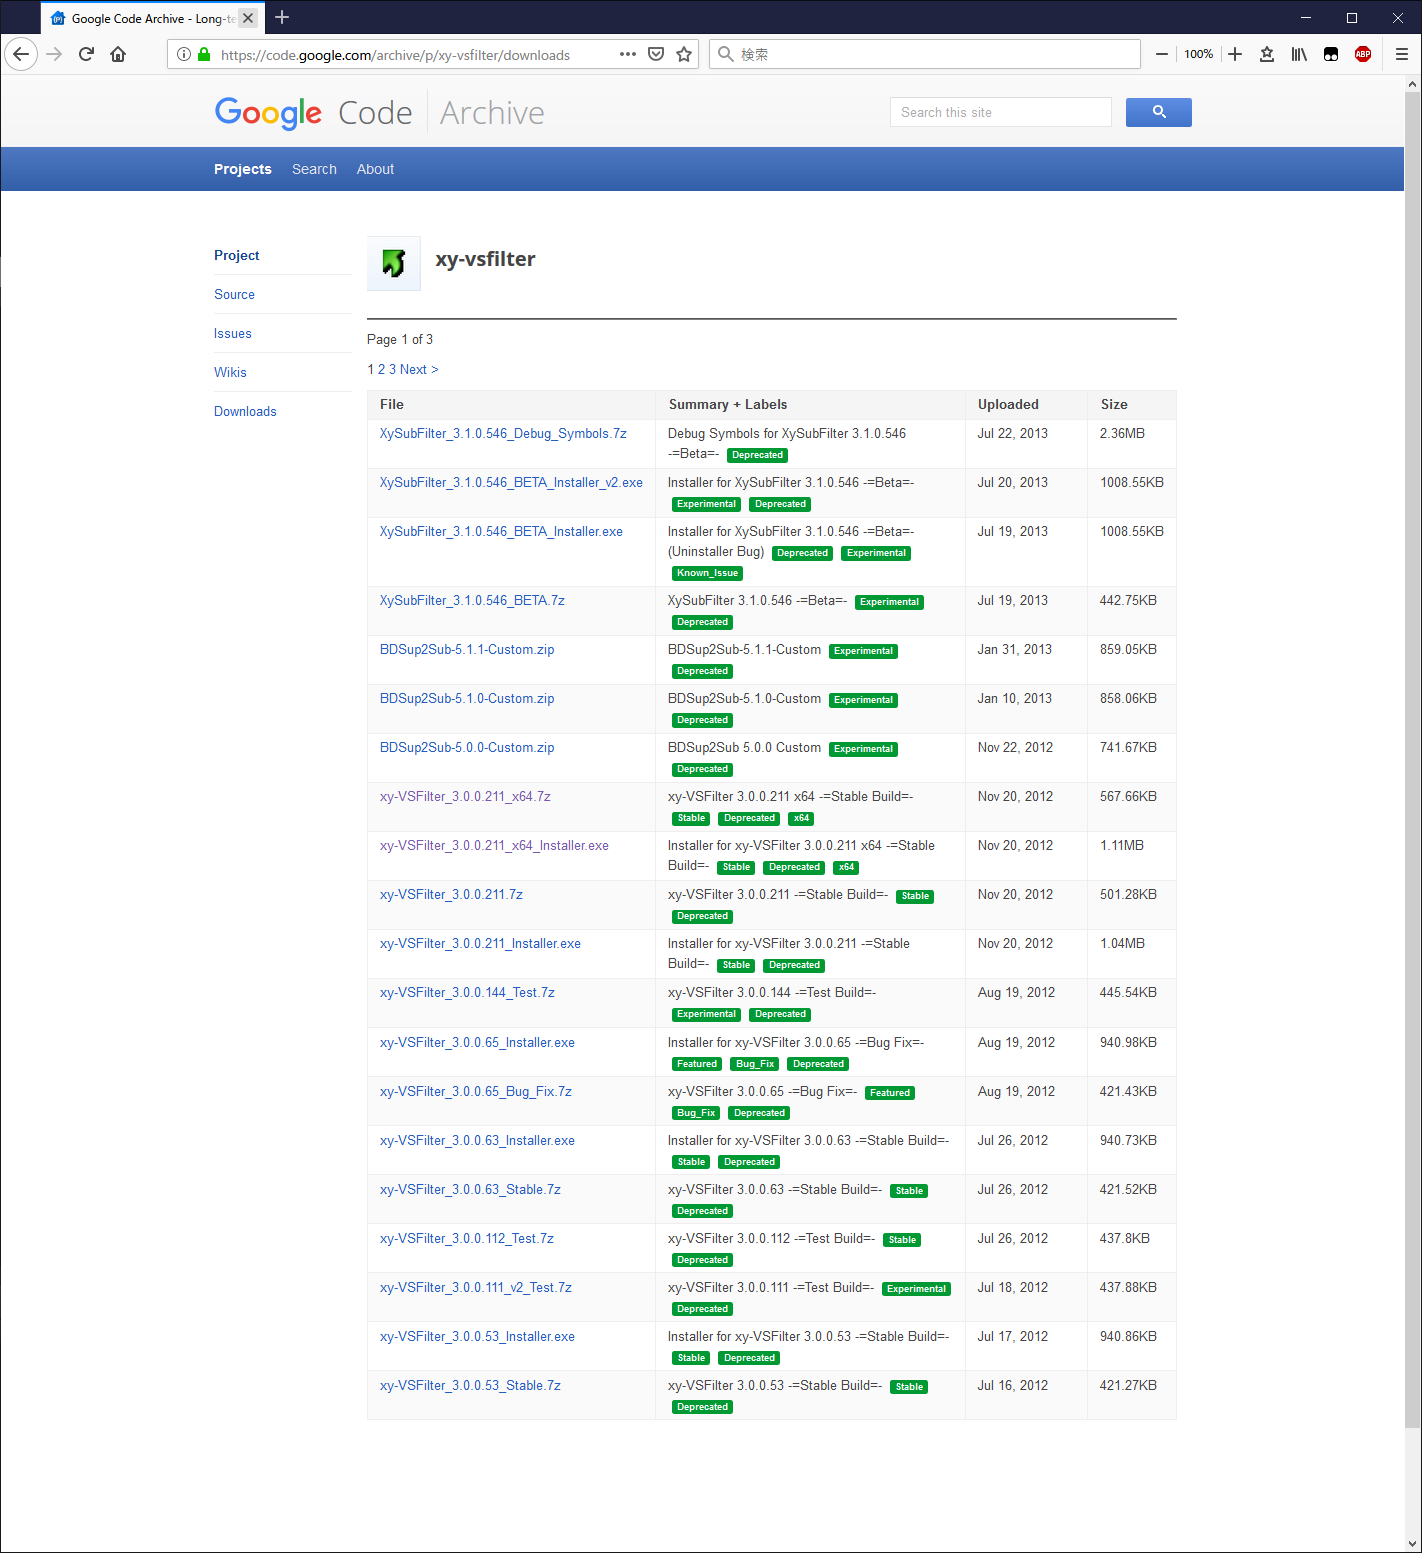 Google Code Archive - Long-te
https://code.google.com/archive/p/xy-vsfilter/downloads
検索
100%
ABP
Google Code Archive
Search this site
Projects Search About
Project
Source
Issues
Wikis
Downloads
xy-vsfilter
Page 1 of 3
1 2 3 Next >
File Summary + Labels Uploaded Size
XySubFilter_3.1.0.546_Debug_Symbols.7z Debug Symbols for XySubFilter 3.1.0.546 Jul 22, 2013 2.36MB
-=Beta=- Deprecated
XySubFilter_3.1.0.546_BETA_Installer_v2.exe Installer for XySubFilter 3.1.0.546 -=Beta=- Jul 20, 2013 1008.55KB
Experimental Deprecated
XySubFilter_3.1.0.546_BETA_Installer.exe Installer for XySubFilter 3.1.0.546 -=Beta=- Jul 19, 2013 1008.55KB
(Uninstaller Bug) Deprecated Experimental
Known_Issue
XySubFilter_3.1.0.546_BETA.7z XySubFilter 3.1.0.546 -=Beta=- Experimental Jul 19, 2013 442.75KB
Deprecated
BDSup2Sub-5.1.1-Custom.zip BDSup2Sub-5.1.1-Custom Experimental Jan 31, 2013 859.05KB
Deprecated
BDSup2Sub-5.1.0-Custom.zip BDSup2Sub-5.1.0-Custom Experimental Jan 10, 2013 858.06KB
Deprecated
BDSup2Sub-5.0.0-Custom.zip BDSup2Sub 5.0.0 Custom Experimental Nov 22, 2012 741.67KB
Deprecated
xy-VSFilter_3.0.0.211_x64.7z xy-VSFilter 3.0.0.211 x64 -=Stable Build=- Nov 20, 2012 567.66KB
Stable Deprecated x64
xy-VSFilter_3.0.0.211_x64_Installer.exe Installer for xy-VSFilter 3.0.0.211 x64 -=Stable Nov 20, 2012 1.11MB
Build=- Stable Deprecated x64
xy-VSFilter_3.0.0.211.7z xy-VSFilter 3.0.0.211 -=Stable Build=- Stable Nov 20, 2012 501.28KB
Deprecated
xy-VSFilter_3.0.0.211_Installer.exe Installer for xy-VSFilter 3.0.0.211 -=Stable Nov 20, 2012 1.04MB
Build=- Stable Deprecated
xy-VSFilter_3.0.0.144_Test.7z xy-VSFilter 3.0.0.144 -=Test Build=- Aug 19, 2012 445.54KB
Experimental Deprecated
xy-VSFilter_3.0.0.65_Installer.exe Installer for xy-VSFilter 3.0.0.65 -=Bug Fix=- Aug 19, 2012 940.98KB
Featured Bug_Fix Deprecated
xy-VSFilter_3.0.0.65_Bug_Fix.7z xy-VSFilter 3.0.0.65 -=Bug Fix=- Featured Aug 19, 2012 421.43KB
Bug_Fix Deprecated
xy-VSFilter_3.0.0.63_Installer.exe Installer for xy-VSFilter 3.0.0.63 -=Stable Build=- Jul 26, 2012 940.73KB
Stable Deprecated
xy-VSFilter_3.0.0.63_Stable.7z xy-VSFilter 3.0.0.63 -=Stable Build=- Stable Jul 26, 2012 421.52KB
Deprecated
xy-VSFilter_3.0.0.112_Test.7z xy-VSFilter 3.0.0.112 -=Test Build=- Stable Jul 26, 2012 437.8KB
Deprecated
xy-VSFilter_3.0.0.111_v2_Test.7z xy-VSFilter 3.0.0.111 -=Test Build=- Experimental Jul 18, 2012 437.88KB
Deprecated
xy-VSFilter_3.0.0.53_Installer.exe Installer for xy-VSFilter 3.0.0.53 -=Stable Build=- Jul 17, 2012 940.86KB
Stable Deprecated
xy-VSFilter_3.0.0.53_Stable.7z xy-VSFilter 3.0.0.53 -=Stable Build=- Stable Jul 16, 2012 421.27KB
Deprecated